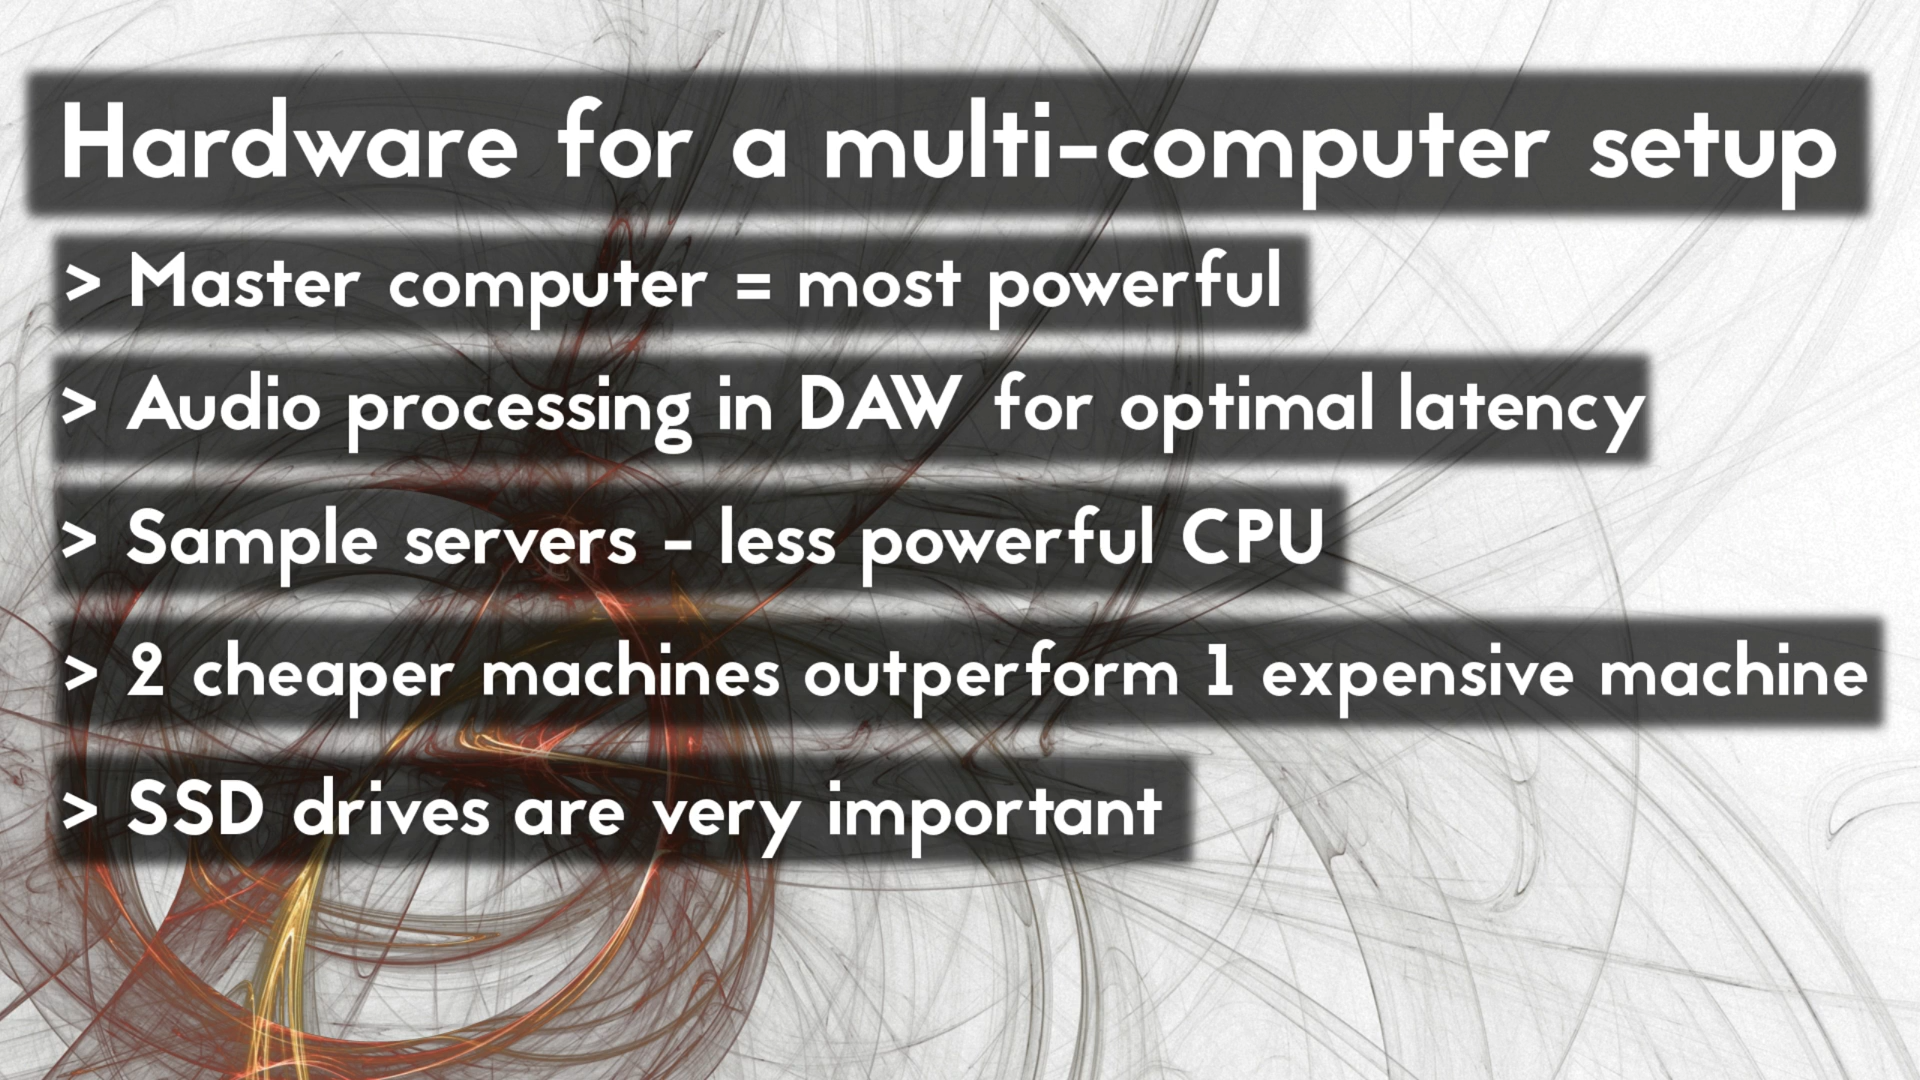 Hardware for a multi-computer setup
> Master computer = most powerful
> Audio processing in DAW for optimal latency
> Sample servers - less powerful CPU
> 2 cheaper machines outperform 1 expensive machine
> SSD drives are very important